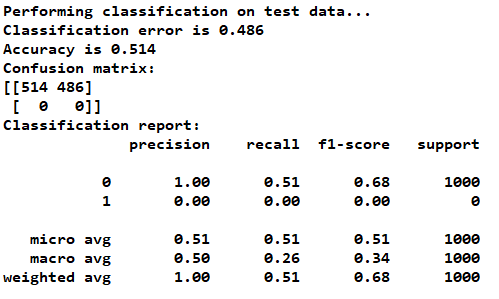 Performing classification on test data...
Classification error is 0.486
Accuracy is 0.514
Confusion matrix:
[[514 486]
 [  0   0]]
Classification report:
              precision    recall  f1-score   support

           0       1.00      0.51      0.68      1000
           1       0.00      0.00      0.00         0

   micro avg       0.51      0.51      0.51      1000
   macro avg       0.50      0.26      0.34      1000
weighted avg       1.00      0.51      0.68      1000